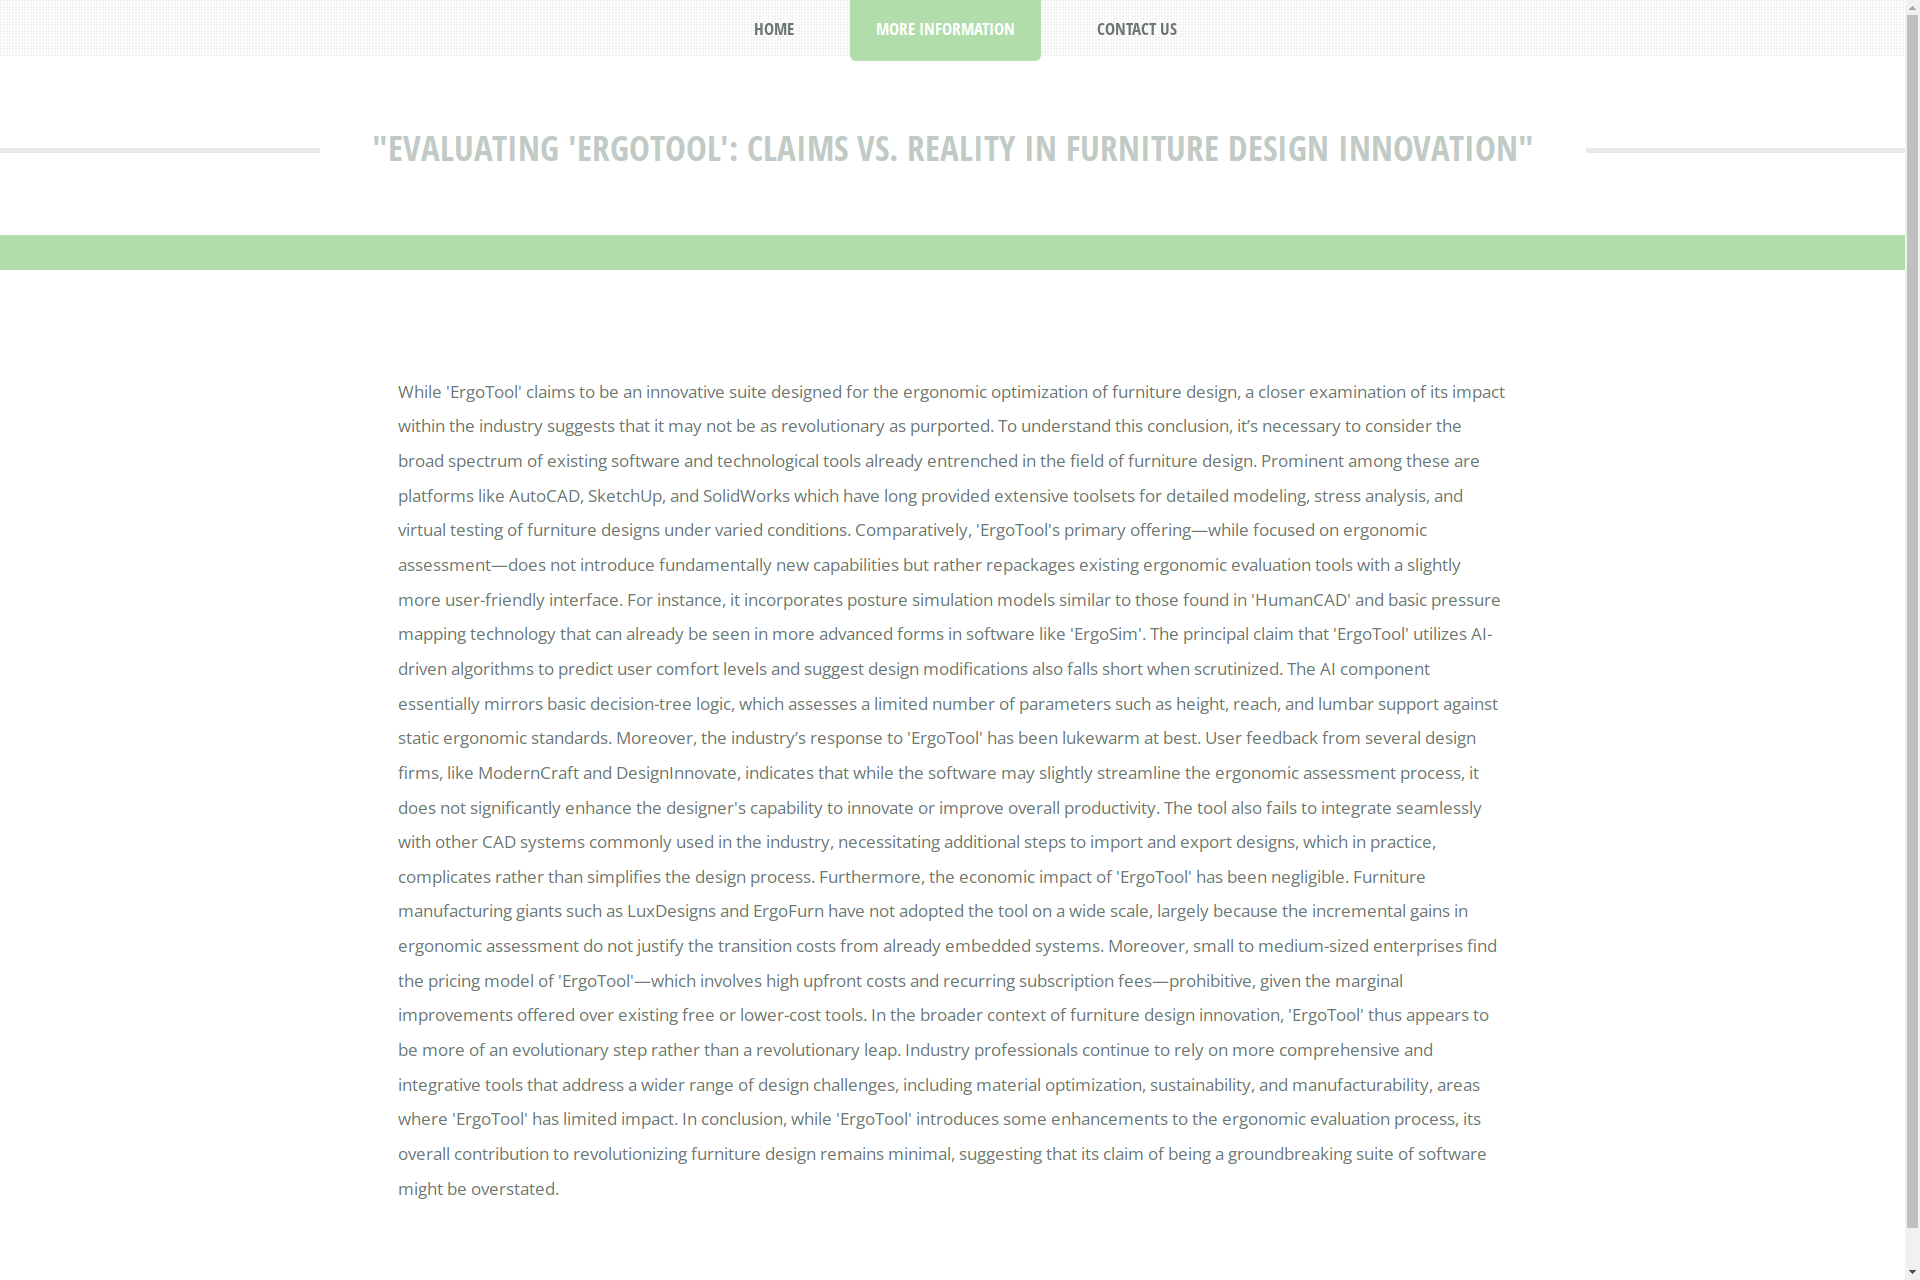 HOME
MORE INFORMATION
CONTACT US
"EVALUATING 'ERGOTOOL': CLAIMS VS. REALITY IN FURNITURE DESIGN INNOVATION"
While 'ErgoTool' claims to be an innovative suite designed for the ergonomic optimization of furniture design, a closer examination of its impact
within the industry suggests that it may not be as revolutionary as purported. To understand this conclusion, it’s necessary to consider the
broad spectrum of existing software and technological tools already entrenched in the field of furniture design. Prominent among these are
platforms like AutoCAD, SketchUp, and SolidWorks which have long provided extensive toolsets for detailed modeling, stress analysis, and
virtual testing of furniture designs under varied conditions. Comparatively, 'ErgoTool's primary offering—while focused on ergonomic
assessment—does not introduce fundamentally new capabilities but rather repackages existing ergonomic evaluation tools with a slightly
more user-friendly interface. For instance, it incorporates posture simulation models similar to those found in 'HumanCAD' and basic pressure
mapping technology that can already be seen in more advanced forms in software like 'ErgoSim'. The principal claim that 'ErgoTool' utilizes AI-
driven algorithms to predict user comfort levels and suggest design modifications also falls short when scrutinized. The AI component
essentially mirrors basic decision-tree logic, which assesses a limited number of parameters such as height, reach, and lumbar support against
static ergonomic standards. Moreover, the industry’s response to 'ErgoTool' has been lukewarm at best. User feedback from several design
firms, like ModernCraft and DesignInnovate, indicates that while the software may slightly streamline the ergonomic assessment process, it
does not significantly enhance the designer's capability to innovate or improve overall productivity. The tool also fails to integrate seamlessly
with other CAD systems commonly used in the industry, necessitating additional steps to import and export designs, which in practice,
complicates rather than simplifies the design process. Furthermore, the economic impact of 'ErgoTool' has been negligible. Furniture
manufacturing giants such as LuxDesigns and ErgoFurn have not adopted the tool on a wide scale, largely because the incremental gains in
ergonomic assessment do not justify the transition costs from already embedded systems. Moreover, small to medium-sized enterprises find
the pricing model of 'ErgoTool'—which involves high upfront costs and recurring subscription fees—prohibitive, given the marginal
improvements offered over existing free or lower-cost tools. In the broader context of furniture design innovation, 'ErgoTool' thus appears to
be more of an evolutionary step rather than a revolutionary leap. Industry professionals continue to rely on more comprehensive and
integrative tools that address a wider range of design challenges, including material optimization, sustainability, and manufacturability, areas
where 'ErgoTool' has limited impact. In conclusion, while 'ErgoTool' introduces some enhancements to the ergonomic evaluation process, its
overall contribution to revolutionizing furniture design remains minimal, suggesting that its claim of being a groundbreaking suite of software
might be overstated.